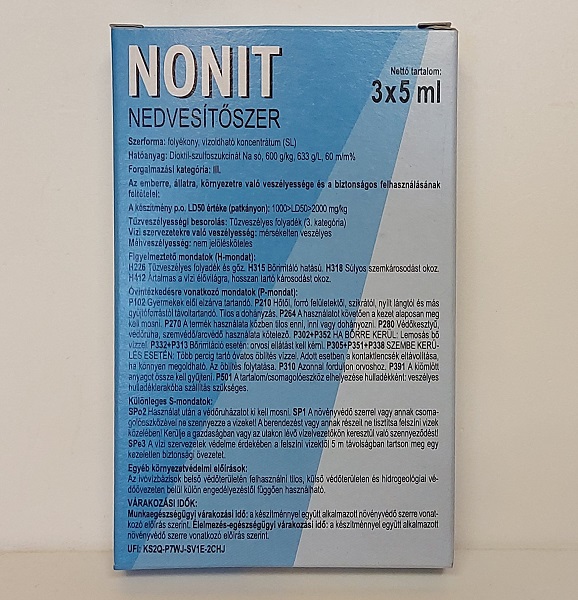 NONIT
Nettó tartalom:
3x5 ml
NEDVESÍTŐSZER
Szerforma: folyékony, vízoldható koncentrátum (SL)
Hatóanyag: Dioktil-szulfoszukcinát Na só, 600 g/kg, 633 g/L, 60 m/m%
Forgalmazási kategória: III.
Az emberre, állatra, környezetre való veszélyessége és a biztonságos felhasználásának
feltételei:
A készítmény p.o. LD50 értéke (patkányon): 1000>LD50>2000 mg/kg
Tűzveszélyességi besorolás: Tűzveszélyes folyadék (3. kategória)
Vízi szervezetekre való veszélyesség: mérsékelten veszélyes
Méhveszélyesség: nem jelölésköteles
Figyelmeztető mondatok (H-mondat):
H226 Tűzveszélyes folyadék és gőz. H315 Bőrirritáló hatású. H318 Súlyos szemkárosodást okoz.
H412 Ártalmas a vízi élővilágra, hosszan tartó károsodást okoz.
Óvintézkedésre vonatkozó mondatok (P-mondat):
P102 Gyermekek elől elzárva tartandó. P210 Hőtől, forró felületektől, szikrától, nyílt lángtól és más
gyújtóforrástól távoltartandó. Tilos a dohányzás. P264 A használatot követően a kezet alaposan meg
kell mosni. P270 A termék használata közben tilos enni, inni vagy dohányozni. P280 Védőkesztyű,
védőruha, szemvédő/arcvédő használata kötelező. P302+P352 HA BŐRRE KERÜL: Lemosás bő
vízzel. P332+P313 Bőrirritáció esetén: orvosi ellátást kell kérni. P305+P351+P338 SZEMBE KERÜ-
LÉS ESETÉN: Több percig tartó óvatos öblítés vízzel. Adott esetben a kontaktlencsék eltávolítása,
ha könnyen megoldható. Az öblítés folytatása. P310 Azonnal forduljon orvoshoz. P391 A kiömlött
anyagot össze kell gyűjteni. P501 A tartalom/csomagolóeszköz elhelyezése hulladékként: veszélyes
hulladéklerakóba szállítás szükséges.
Különleges S-mondatok:
SPo2 Használat után a védőruházatot ki kell mosni. SP1 A növényvédő szerrel vagy annak csoma-
golóeszközével ne szennyezze a vizeket! A berendezést vagy annak részeit ne tisztítsa felszíni vizek
közelében! Kerülje a gazdaságban vagy az utakon lévő vízelvezetőkön keresztül való szennyeződést!
SPe3 A vízi szervezetek védelme érdekében a felszíni vizektől 5 m távolságban tartson meg egy
kezeletlen biztonsági övezetet.
Egyéb környezetvédelmi előírások:
Az ivóvízbázisok belső védőterületén felhasználni tilos, külső védőterületen és hidrogeológiai vé-
dőövezeten belül külön engedélyezéstől függően használható.
VÁRAKOZÁSI IDŐK:
Munkaegészségügyi várakozási idő: a készítménnyel együtt alkalmazott növényvédő szerre vonat-
kozó előírás szerint. Élelmezés-egészségügyi várakozási idő: a készítménnyel együtt alkalmazott
növényvédő szerre vonatkozó előírás szerint.
UFI: KS2Q-P7WJ-SV1E-2CHJ